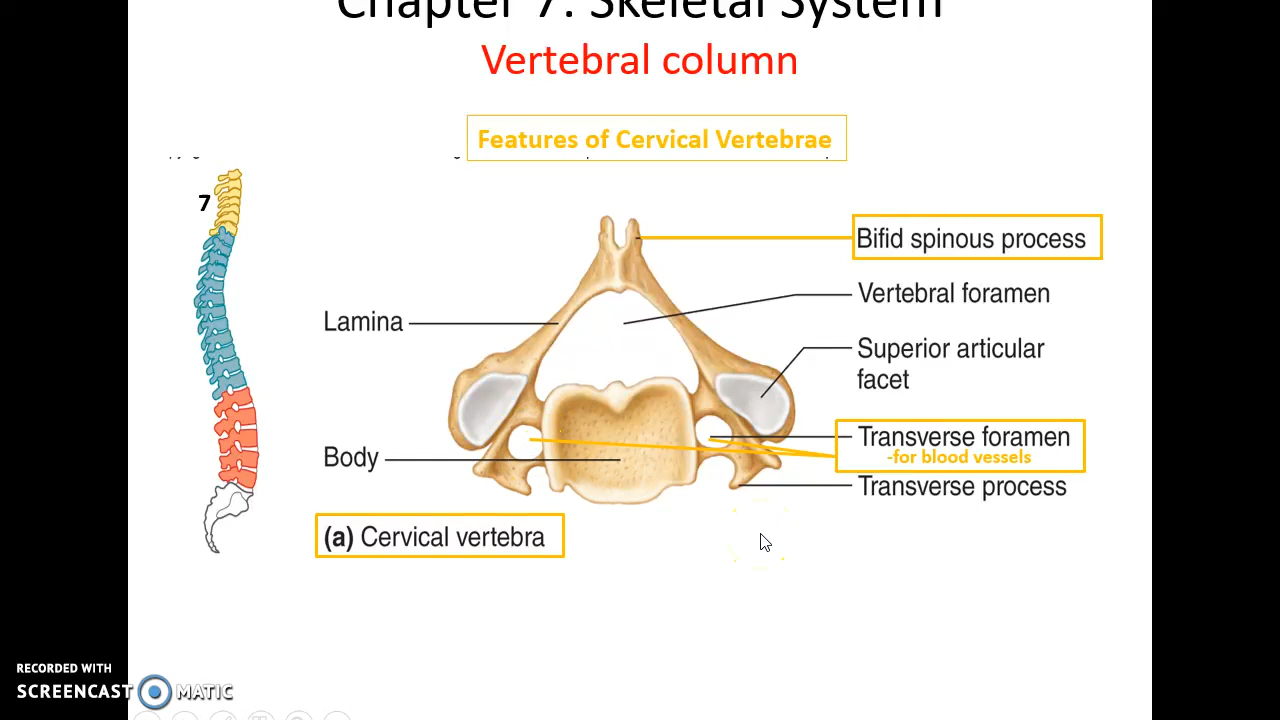 Chapter 7: Skeletal System
Vertebral column
Features of Cervical Vertebrae
7
Bifid spinous process
Vertebral foramen
Lamina
Superior articular
facet
Transverse foramen
-for blood vessels
Body
Transverse process
(a) Cervical vertebra
RECORDED WITH
SCREENCAST MATIC